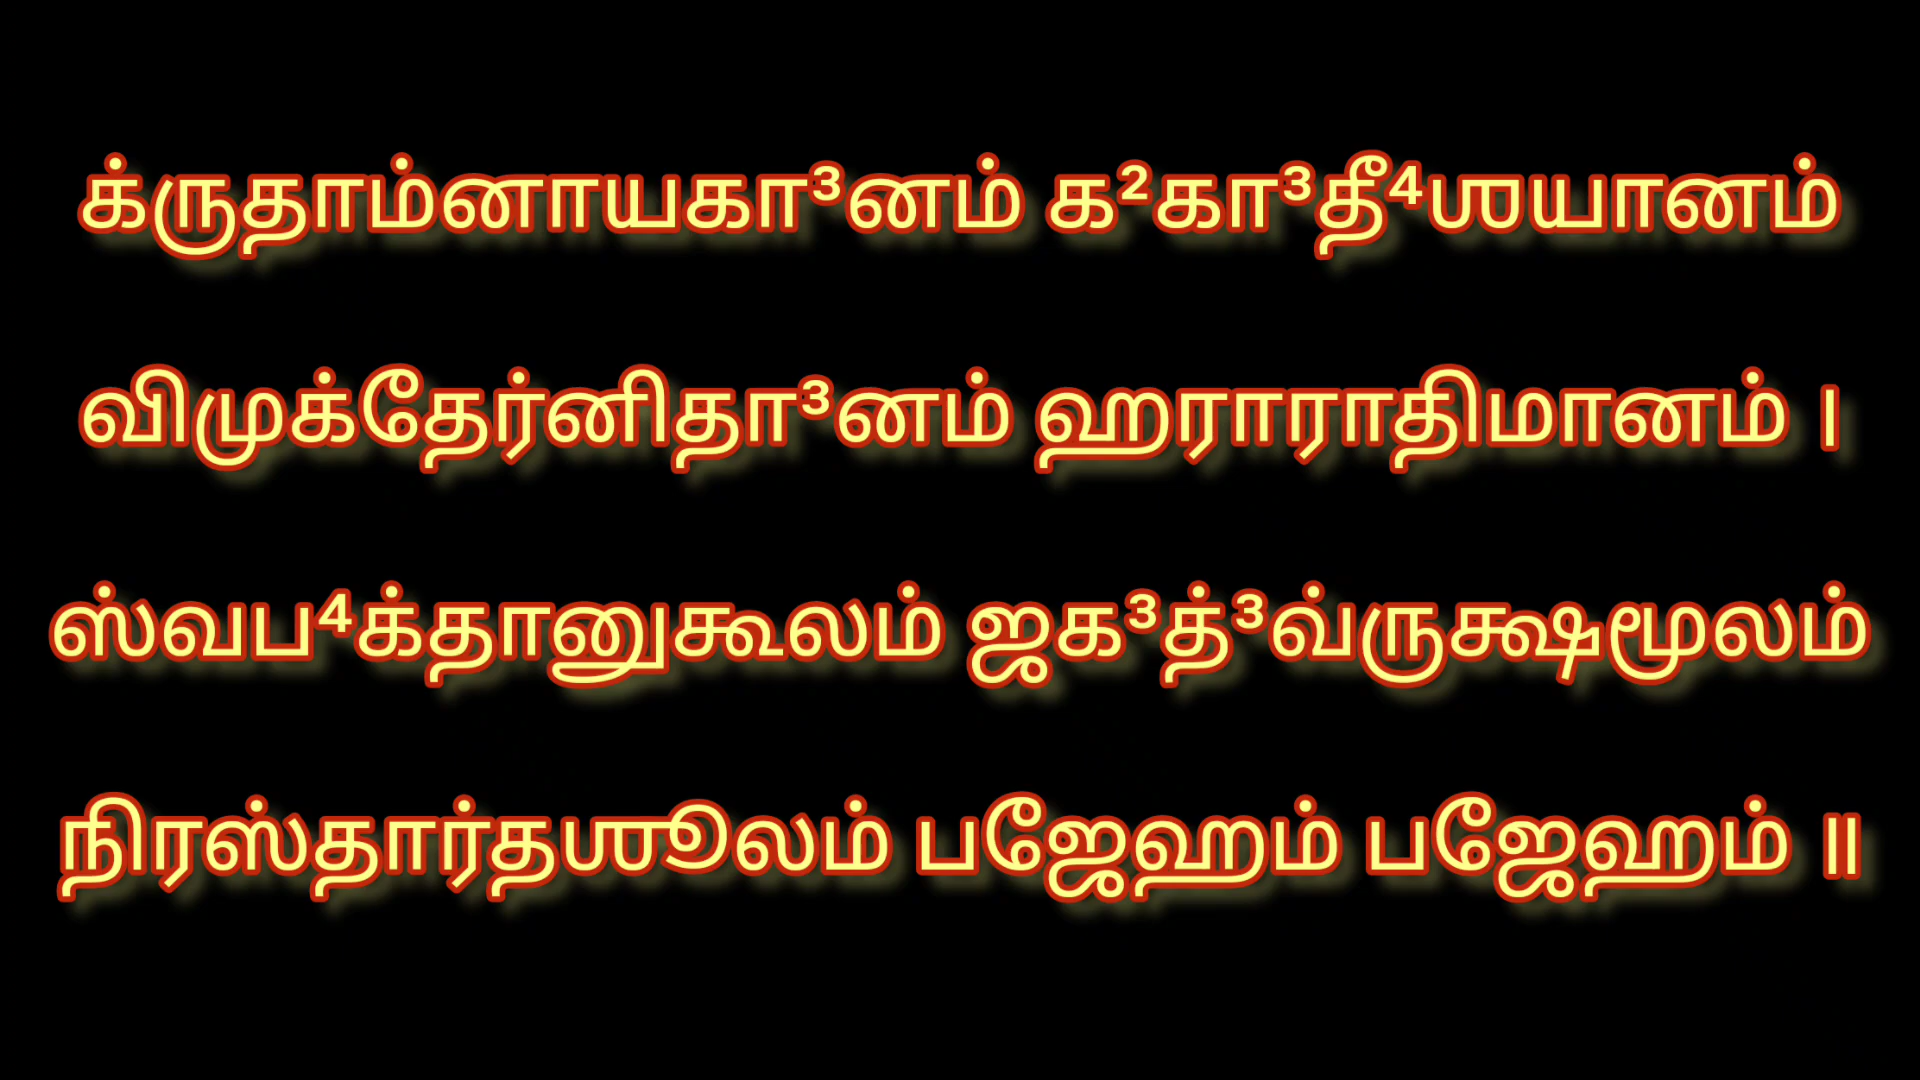 க்ருதாம்னாயகா³னம் க²கா³தீ⁴ஶயானம்
விமுக்தேர்னிதா³னம் ஹராராதிமானம் ।
ஸ்வப⁴க்தானுகூலம் ஜக³த்³வ்ருக்ஷமூலம்
நிரஸ்தார்தஶூலம் பஜேஹம் பஜேஹம் ॥